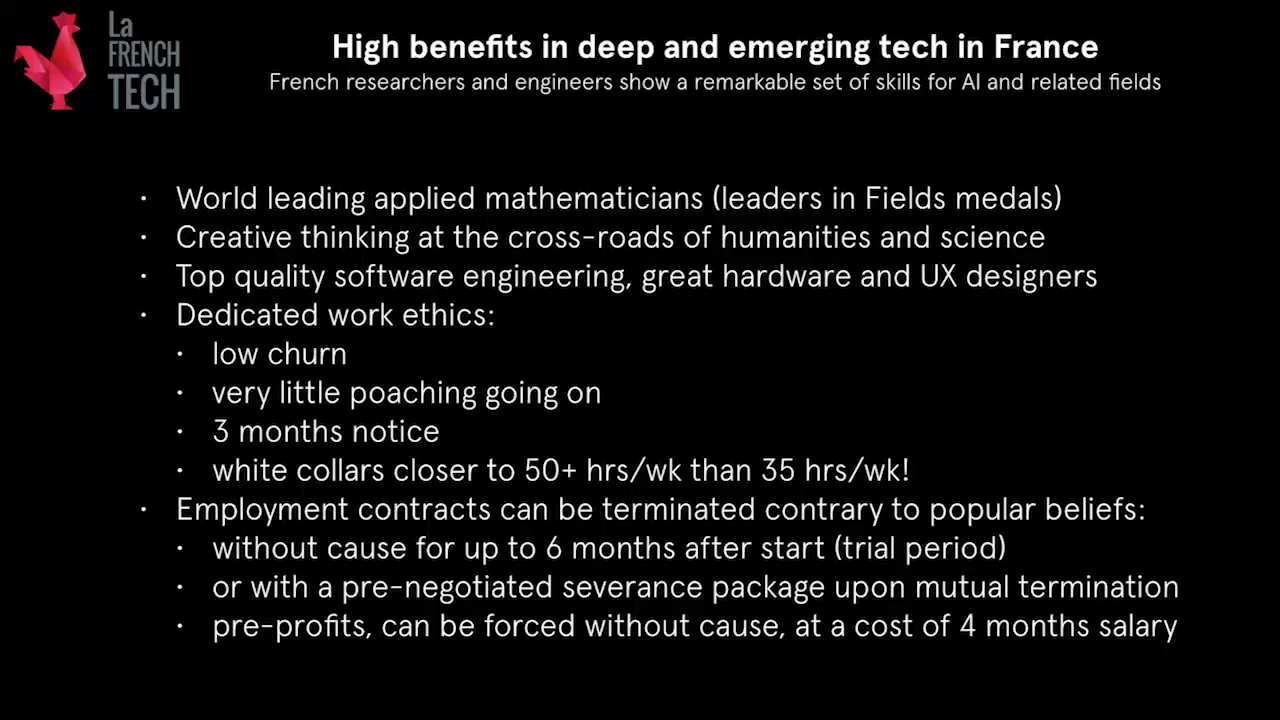 La
FRENCH
TECH
High benefits in deep and emerging tech in France
French researchers and engineers show a remarkable set of skills for AI and related fields
· World leading applied mathematicians (leaders in Fields medals)
· Creative thinking at the cross-roads of humanities and science
· Top quality software engineering, great hardware and UX designers
· Dedicated work ethics:
· low churn
· very little poaching going on
· 3 months notice
· white collars closer to 50+ hrs/wk than 35 hrs/wk!
· Employment contracts can be terminated contrary to popular beliefs:
· without cause for up to 6 months after start (trial period)
· or with a pre-negotiated severance package upon mutual termination
· pre-profits, can be forced without cause, at a cost of 4 months salary